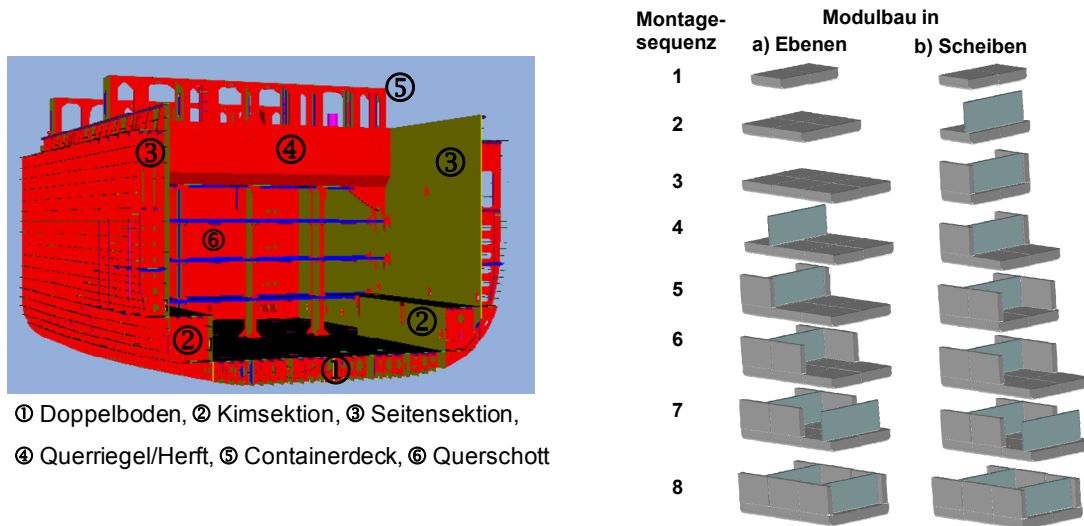 ⑤
③
④
③
⑥
②
②
①
① Doppelboden, ② Kimsektion, ③ Seitensektion,
④ Querriegel/Herft, ⑤ Containerdeck, ⑥ Querschott
Montage-
sequenz
Modulbau in
a) Ebenen
b) Scheiben
1
2
3
4
5
6
7
8